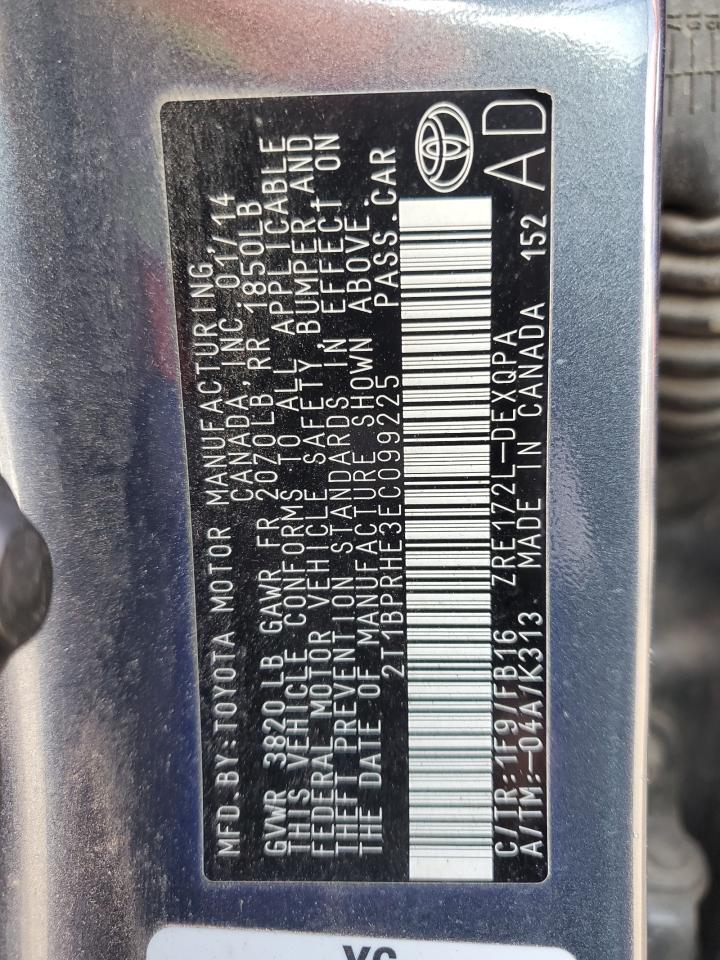 MFD.BY:TOYOTA MOTOR MANUFACTURING
CANADA,INC.01/14
GVWR 3820LB GAWR FR 2070LB,RR 1850LB
THIS VEHICLE CONFORMS TO ALL APPLICABLE
FEDERAL MOTOR VEHICLE SAFETY, BUMPER, AND
THEFT PREVENTION STANDARDS IN EFFECT ON
THE DATE OF MANUFACTURE SHOWN ABOVE.
2T1BPRHE3EC099225 PASS.CAR
C/TR:1F9/FB16 ZRE172L-DEXQPA
A/TM:-04A/K313 MADE IN CANADA 152
AD